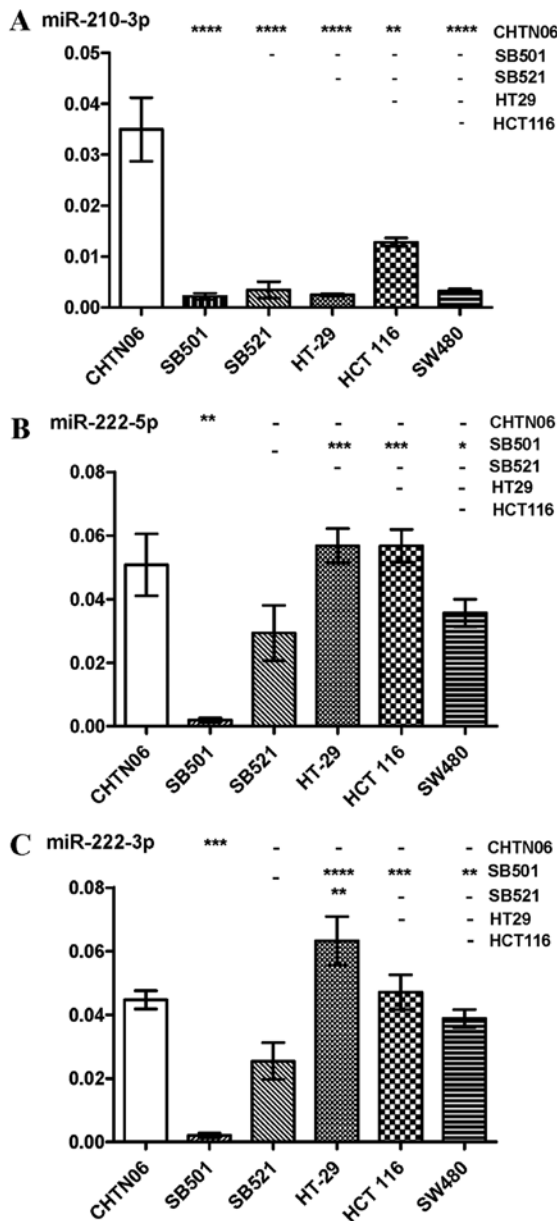 A miR-210-3p **** **** **** ** **** CHTN06
- - - - SB501
- - - SB521
- - HT29
- HCT116
0.05
0.04
0.03
0.02
0.01
0.00
CHTN06 SB501 SB521 HT-29 HCT 116 SW480
B miR-222-5p ** - - - - CHTN06
- *** *** * SB501
- - - SB521
- - HT29
- HCT116
0.08
0.06
0.04
0.02
0.00
CHTN06 SB501 SB521 HT-29 HCT 116 SW480
C miR-222-3p *** - - - - CHTN06
- **** *** ** SB501
** - - SB521
- - HT29
- HCT116
0.08
0.06
0.04
0.02
0.00
CHTN06 SB501 SB521 HT-29 HCT 116 SW480